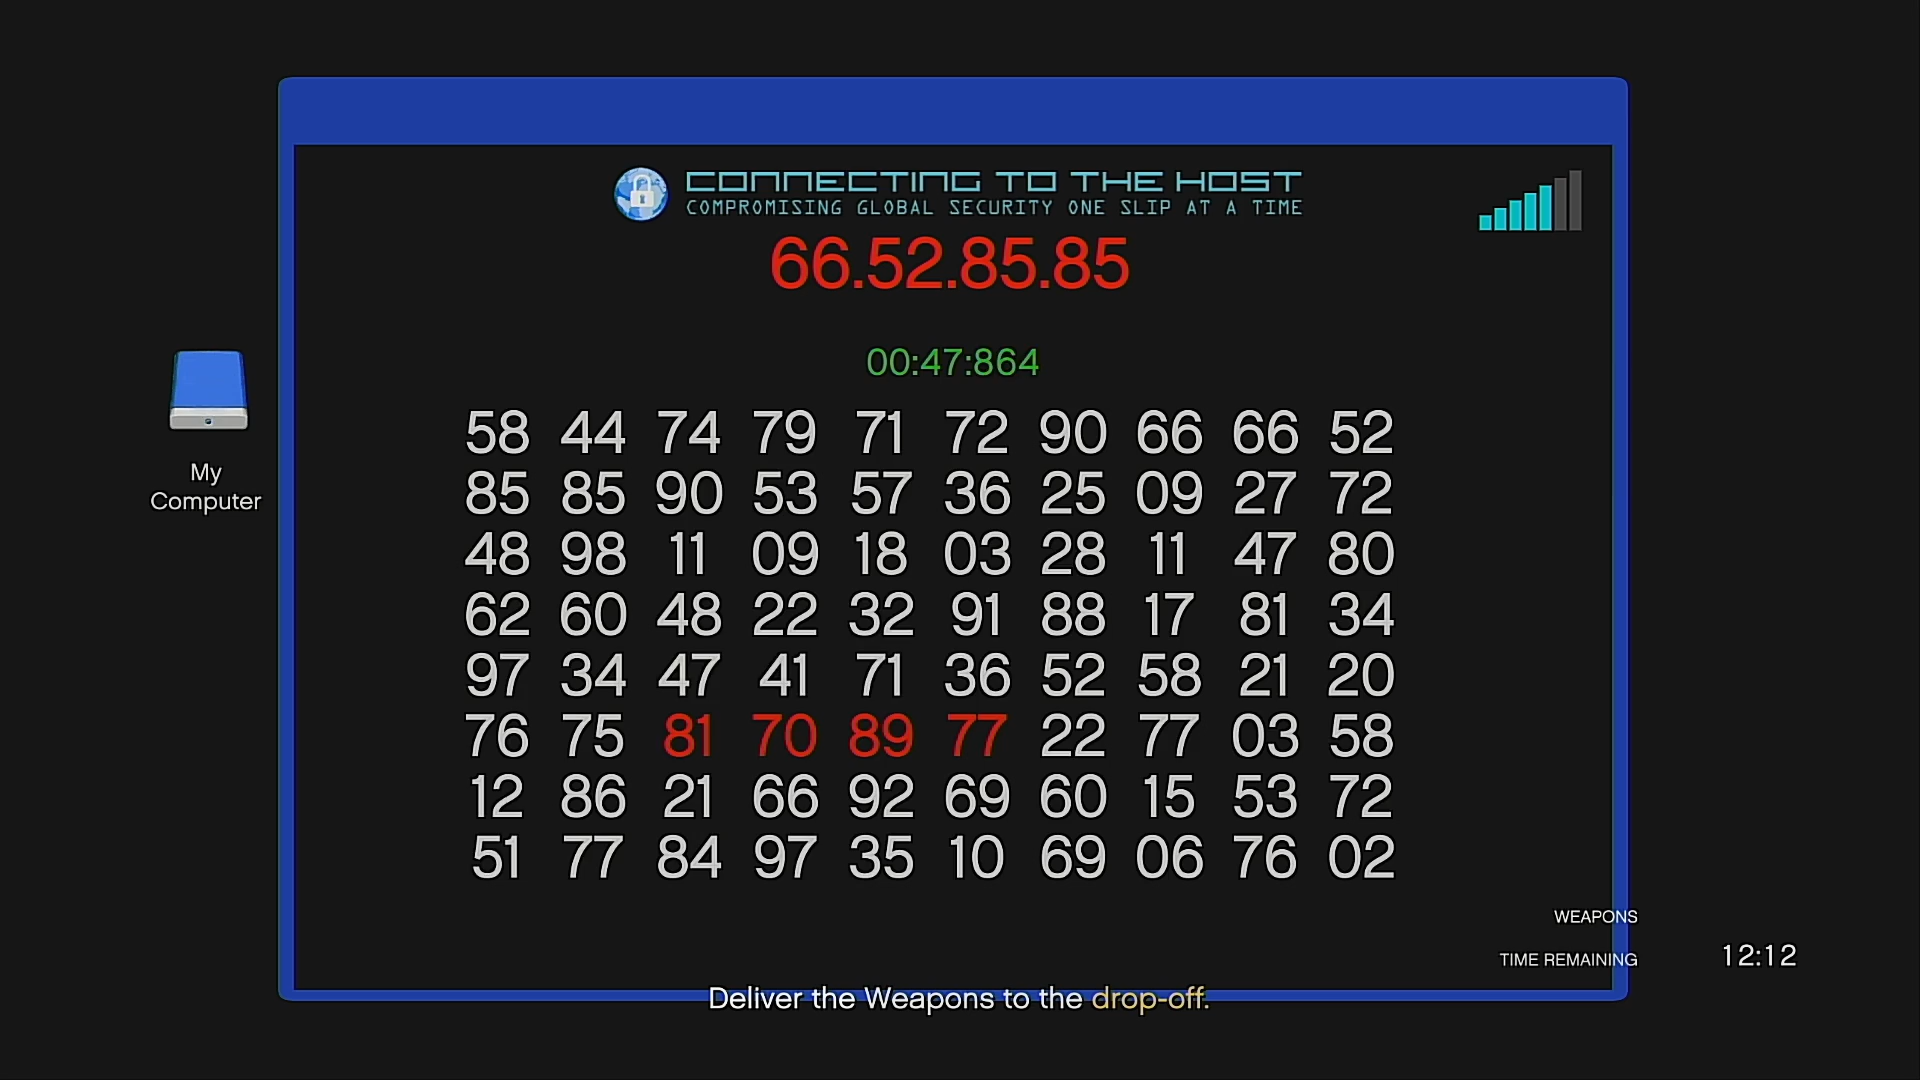 CONNECTING TO THE HOST
COMPROMISING GLOBAL SECURITY ONE SLIP AT A TIME
66.52.85.85
00:47:864
58 44 74 79 71 72 90 66 66 52
85 85 90 53 57 36 25 09 27 72
48 98 11 09 18 03 28 11 47 80
62 60 48 22 32 91 88 17 81 34
97 34 47 41 71 36 52 58 21 20
76 75 81 70 89 77 22 77 03 58
12 86 21 66 92 69 60 15 53 72
51 77 84 97 35 10 69 06 76 02
My
Computer
WEAPONS
TIME REMAINING 12:12
Deliver the Weapons to the drop-off.